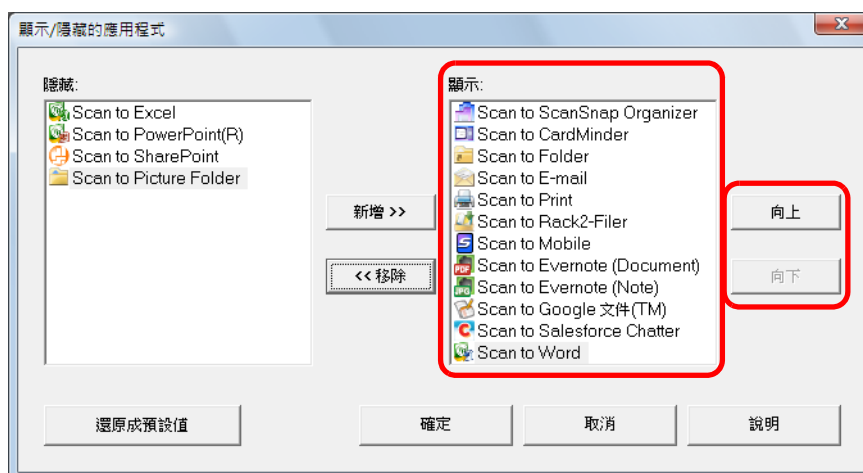 顯示/隱藏的應用程式
隱藏:
Scan to Excel
Scan to PowerPoint(R)
Scan to SharePoint
Scan to Picture Folder
新增 >>
<< 移除
顯示:
Scan to ScanSnap Organizer
Scan to CardMinder
Scan to Folder
Scan to E-mail
Scan to Print
Scan to Rack2-Filer
Scan to Mobile
Scan to Evernote (Document)
Scan to Evernote (Note)
Scan to Google 文件(TM)
Scan to Salesforce Chatter
Scan to Word
向上
向下
還原成預設值
確定
取消
說明